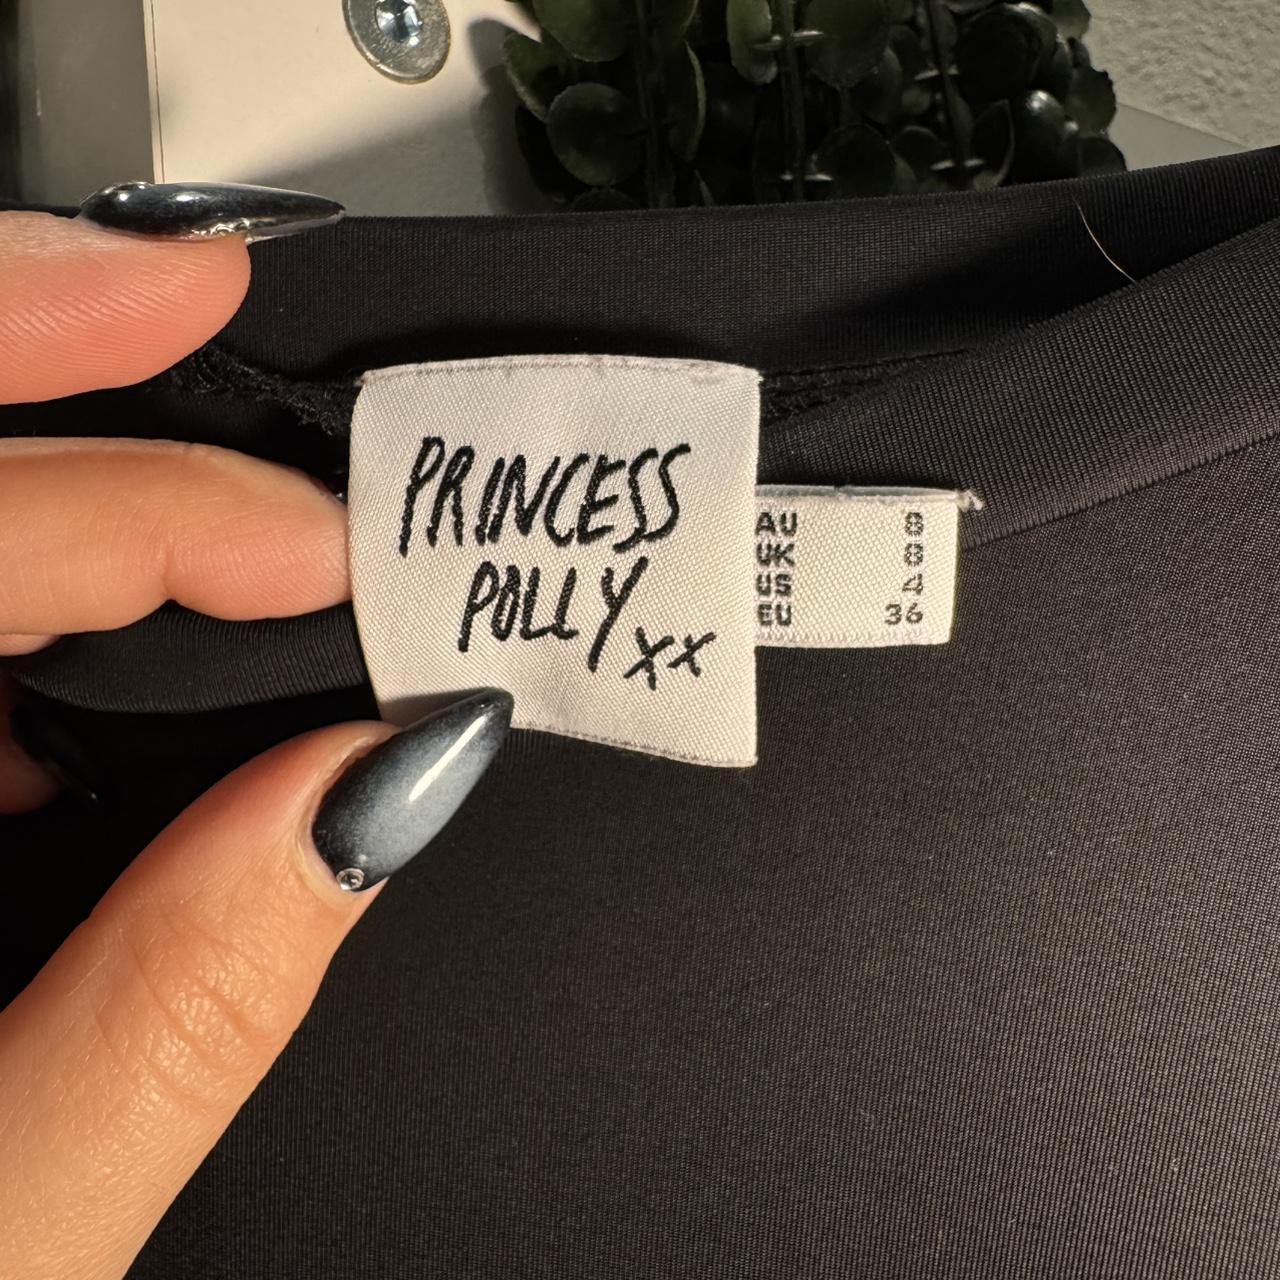 PRINCESS
POLLY xx
AU 8
UK 8
US 4
EU 36